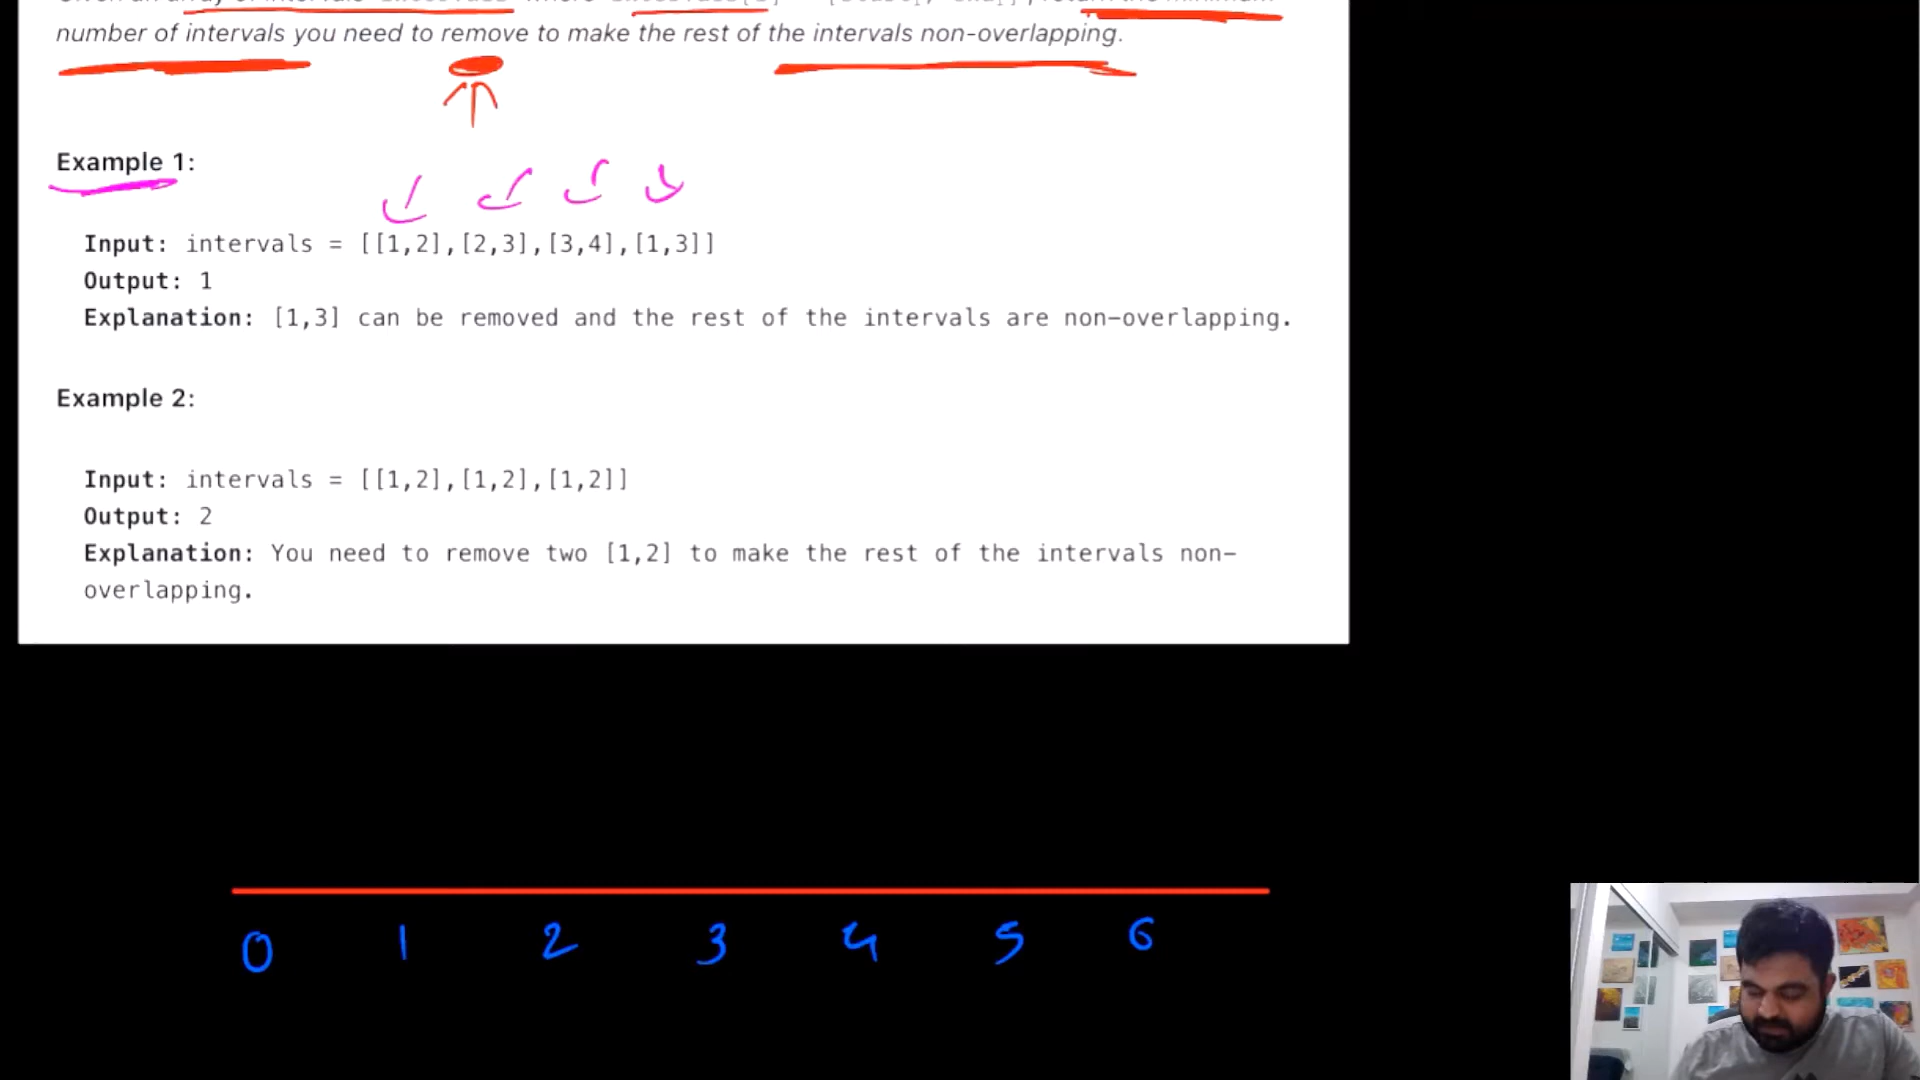 number of intervals you need to remove to make the rest of the intervals non-overlapping.
Example 1:
Input: intervals = [[1,2],[2,3],[3,4],[1,3]]
Output: 1
Explanation: [1,3] can be removed and the rest of the intervals are non-overlapping.
Example 2:
Input: intervals = [[1,2],[1,2],[1,2]]
Output: 2
Explanation: You need to remove two [1,2] to make the rest of the intervals non-
overlapping.
0 1 2 3 4 5 6